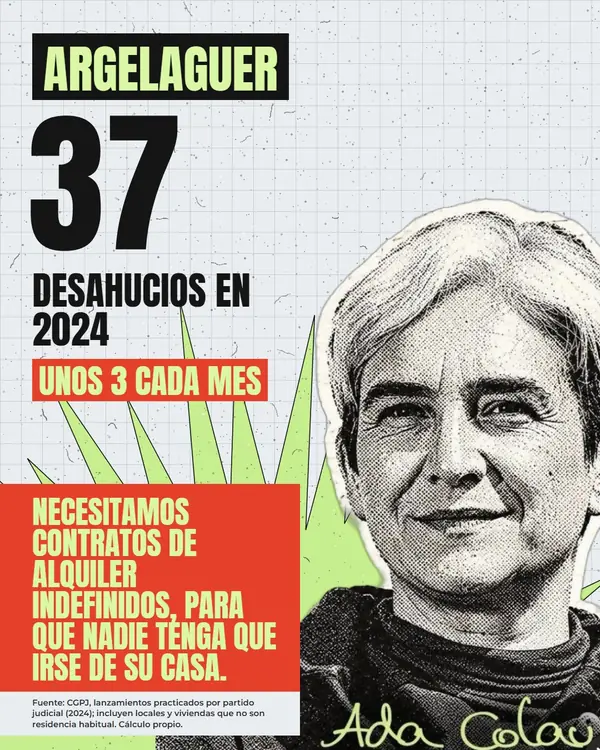 ARGELAGUER
37
DESAHUCIOS EN
2024
UNOS 3 CADA MES
NECESITAMOS
CONTRATOS DE
ALQUILER
INDEFINIDOS, PARA
QUE NADIE TENGA QUE
IRSE DE SU CASA.
Fuente: CGPJ, lanzamientos practicados por partido
judicial (2024); incluyen locales y viviendas que no son
residencia habitual. Cálculo propio.
Ada Colau